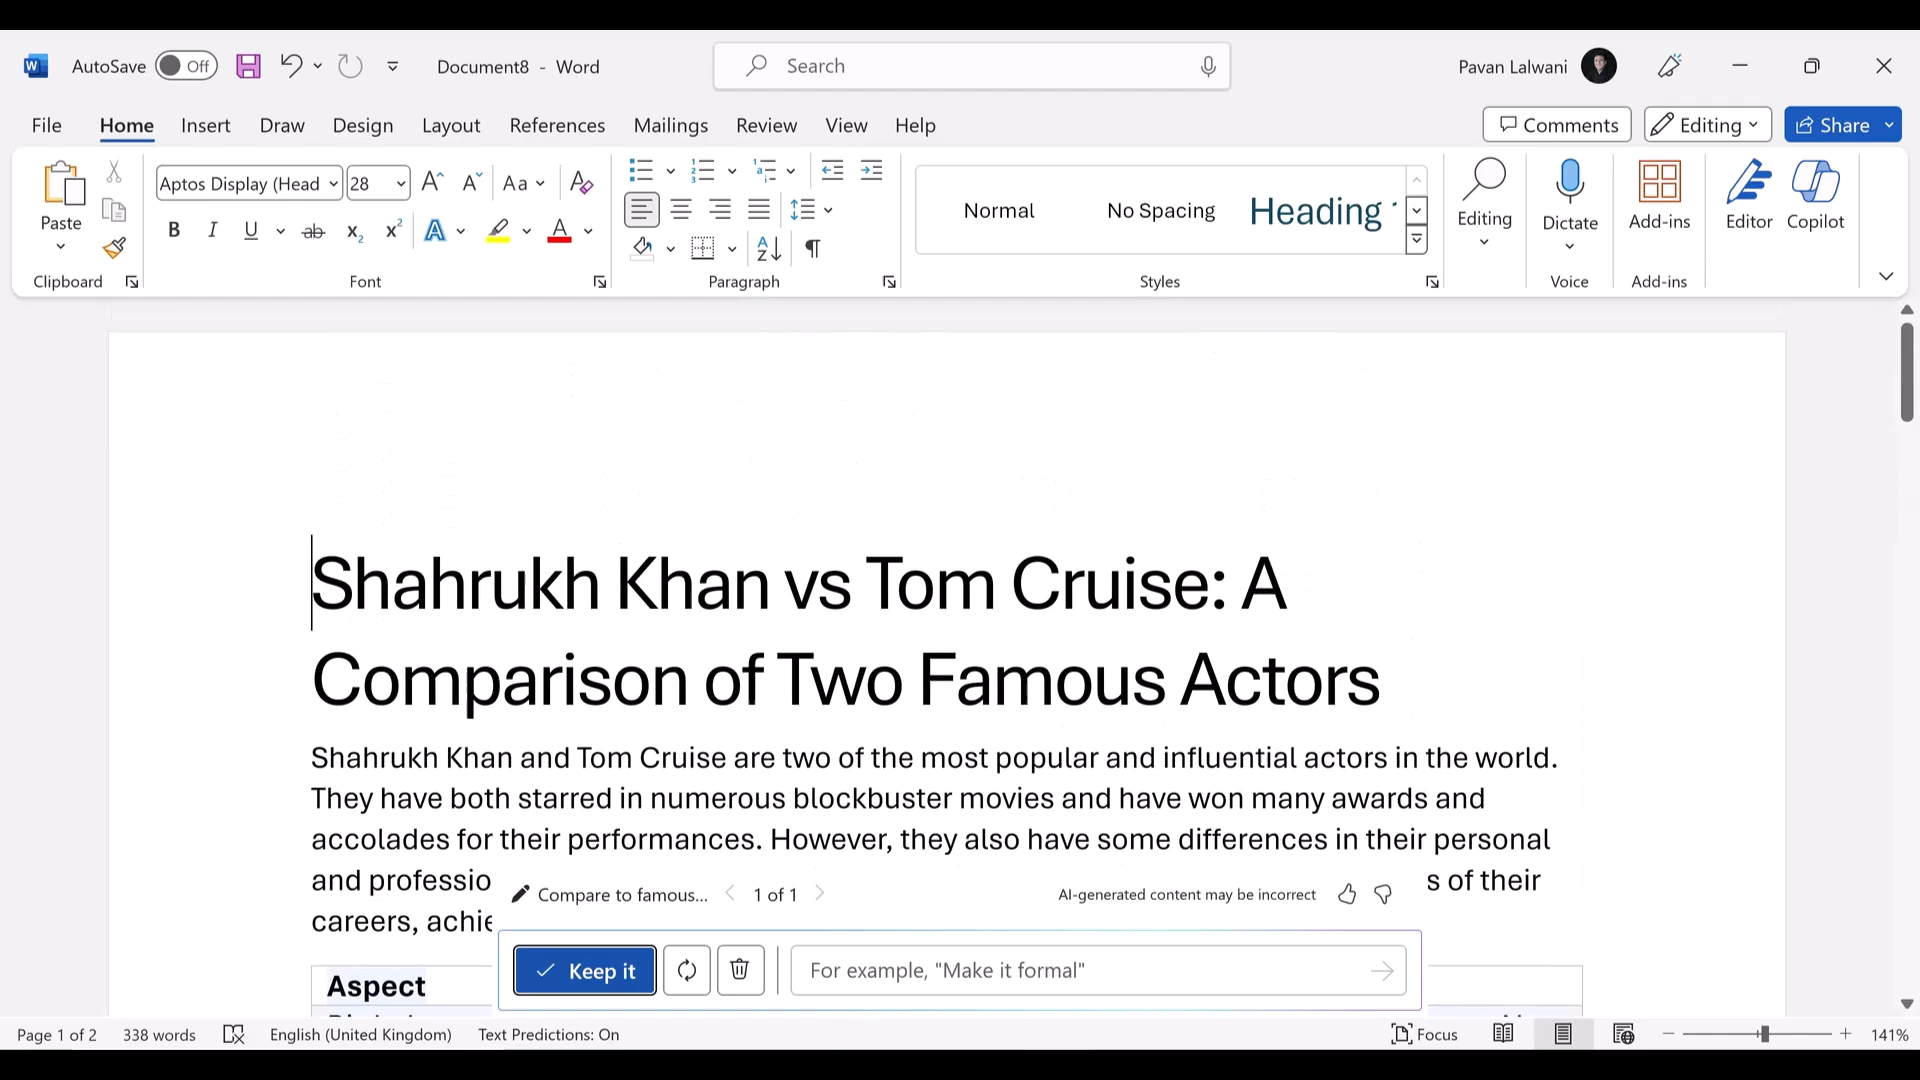 AutoSave Off Document8 - Word Search Pavan Lalwani
File Home Insert Draw Design Layout References Mailings Review View Help Comments Editing Share
Paste
Clipboard
Aptos Display (Head 28
Font
Paragraph
Normal No Spacing Heading
Styles
Editing
Dictate
Voice
Add-ins
Add-ins
Editor Copilot
Shahrukh Khan vs Tom Cruise: A
Comparison of Two Famous Actors
Shahrukh Khan and Tom Cruise are two of the most popular and influential actors in the world.
They have both starred in numerous blockbuster movies and have won many awards and
accolades for their performances. However, they also have some differences in their personal
and professio s of their
careers, achie
Compare to famous... 1 of 1 AI-generated content may be incorrect
Keep it For example, "Make it formal"
Aspect
Page 1 of 2 338 words English (United Kingdom) Text Predictions: On Focus 141%